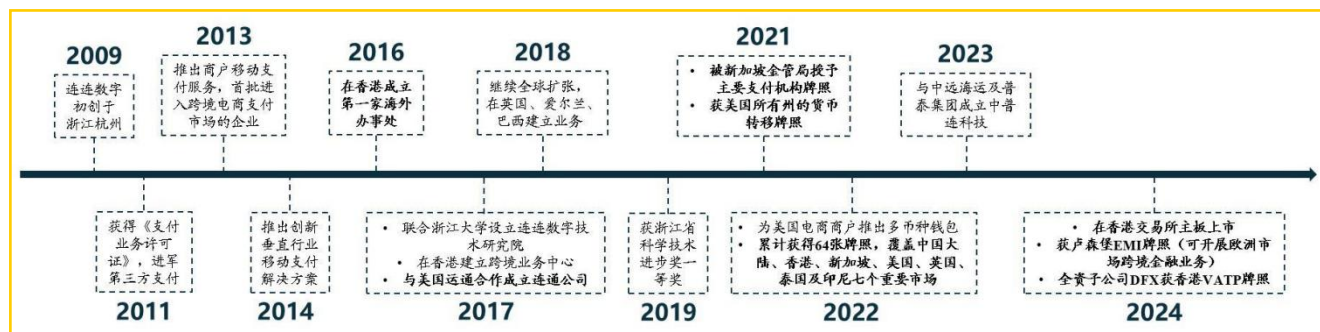 2009
连连数字
初创于
浙江杭州
2013
推出商户移动支
付服务，首批进
入跨境电商支付
市场的企业
2016
在香港成立
第一家海外
办事处
2018
继续全球扩张，
在英国、爱尔兰、
巴西建立业务
2021
• 被新加坡金管局授予
主要支付机构牌照
• 获美国所有州的货币
转移牌照
2023
与中远海运及普
泰集团成立中普
连科技
获得《支付
业务许可
证》，进军
第三方支付
2011
推出创新
垂直行业
移动支付
解决方案
2014
• 联合浙江大学设立连连数字技
术研究院
• 在香港建立跨境业务中心
• 与美国运通合作成立连通公司
2017
获浙江省
科学技术
进步奖一
等奖
2019
• 为美国电商商户推出多币种钱包
• 累计获得64张牌照，覆盖中国大
陆、香港、新加坡、美国、英国、
泰国及印尼七个重要市场
2022
• 在香港交易所主板上市
• 获卢森堡EMI牌照（可开展欧洲市
场跨境金融业务）
• 全资子公司DFX获香港VATP牌照
2024